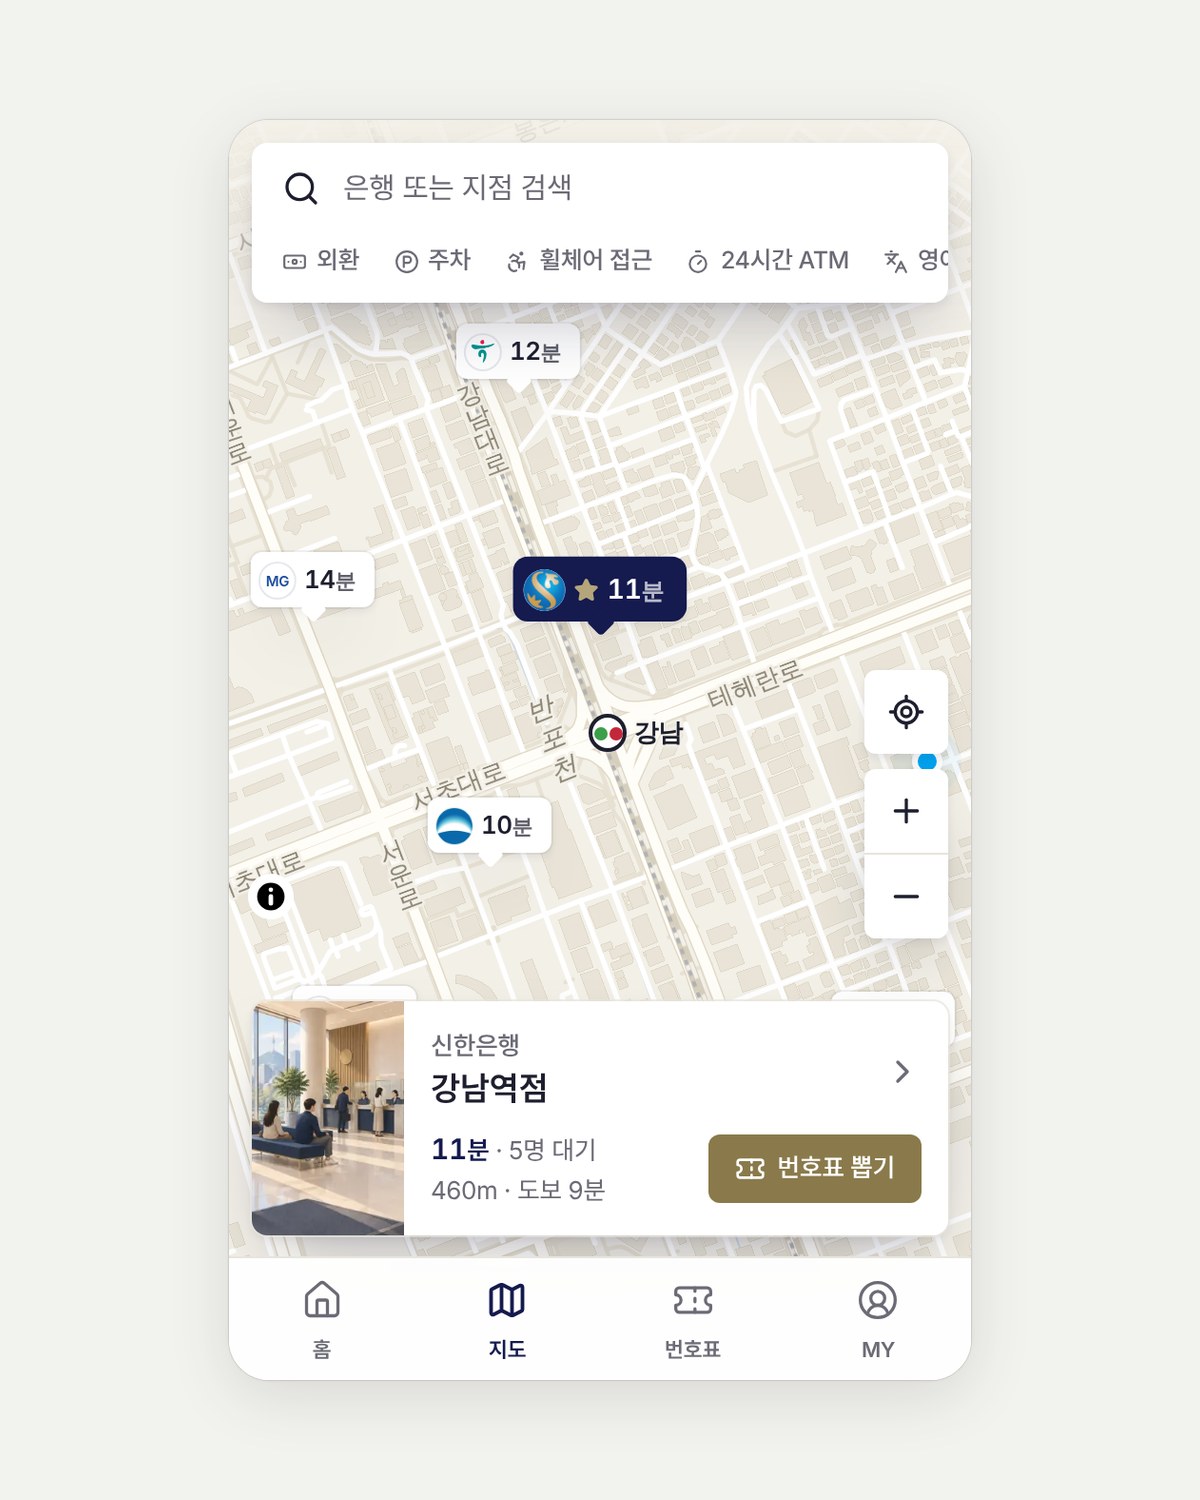 은행 또는 지점 검색
외환
주차
휠체어 접근
24시간 ATM
12분
강남대로
MG 14분
11분
테헤란로
반포천
강남
서초대로
10분
서운로
신한은행
강남역점
11분 · 5명 대기
460m · 도보 9분
번호표 뽑기
홈
지도
번호표
MY